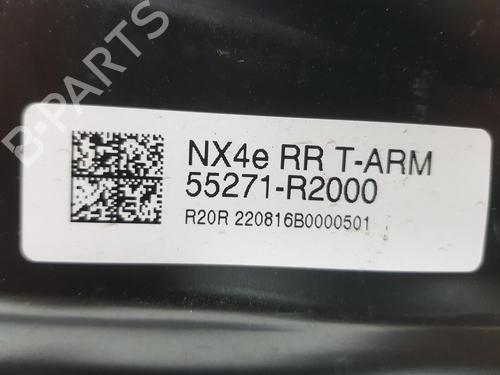 B-PARTS
NX4e RR T-ARM
55271-R2000
R20R 220816B0000501